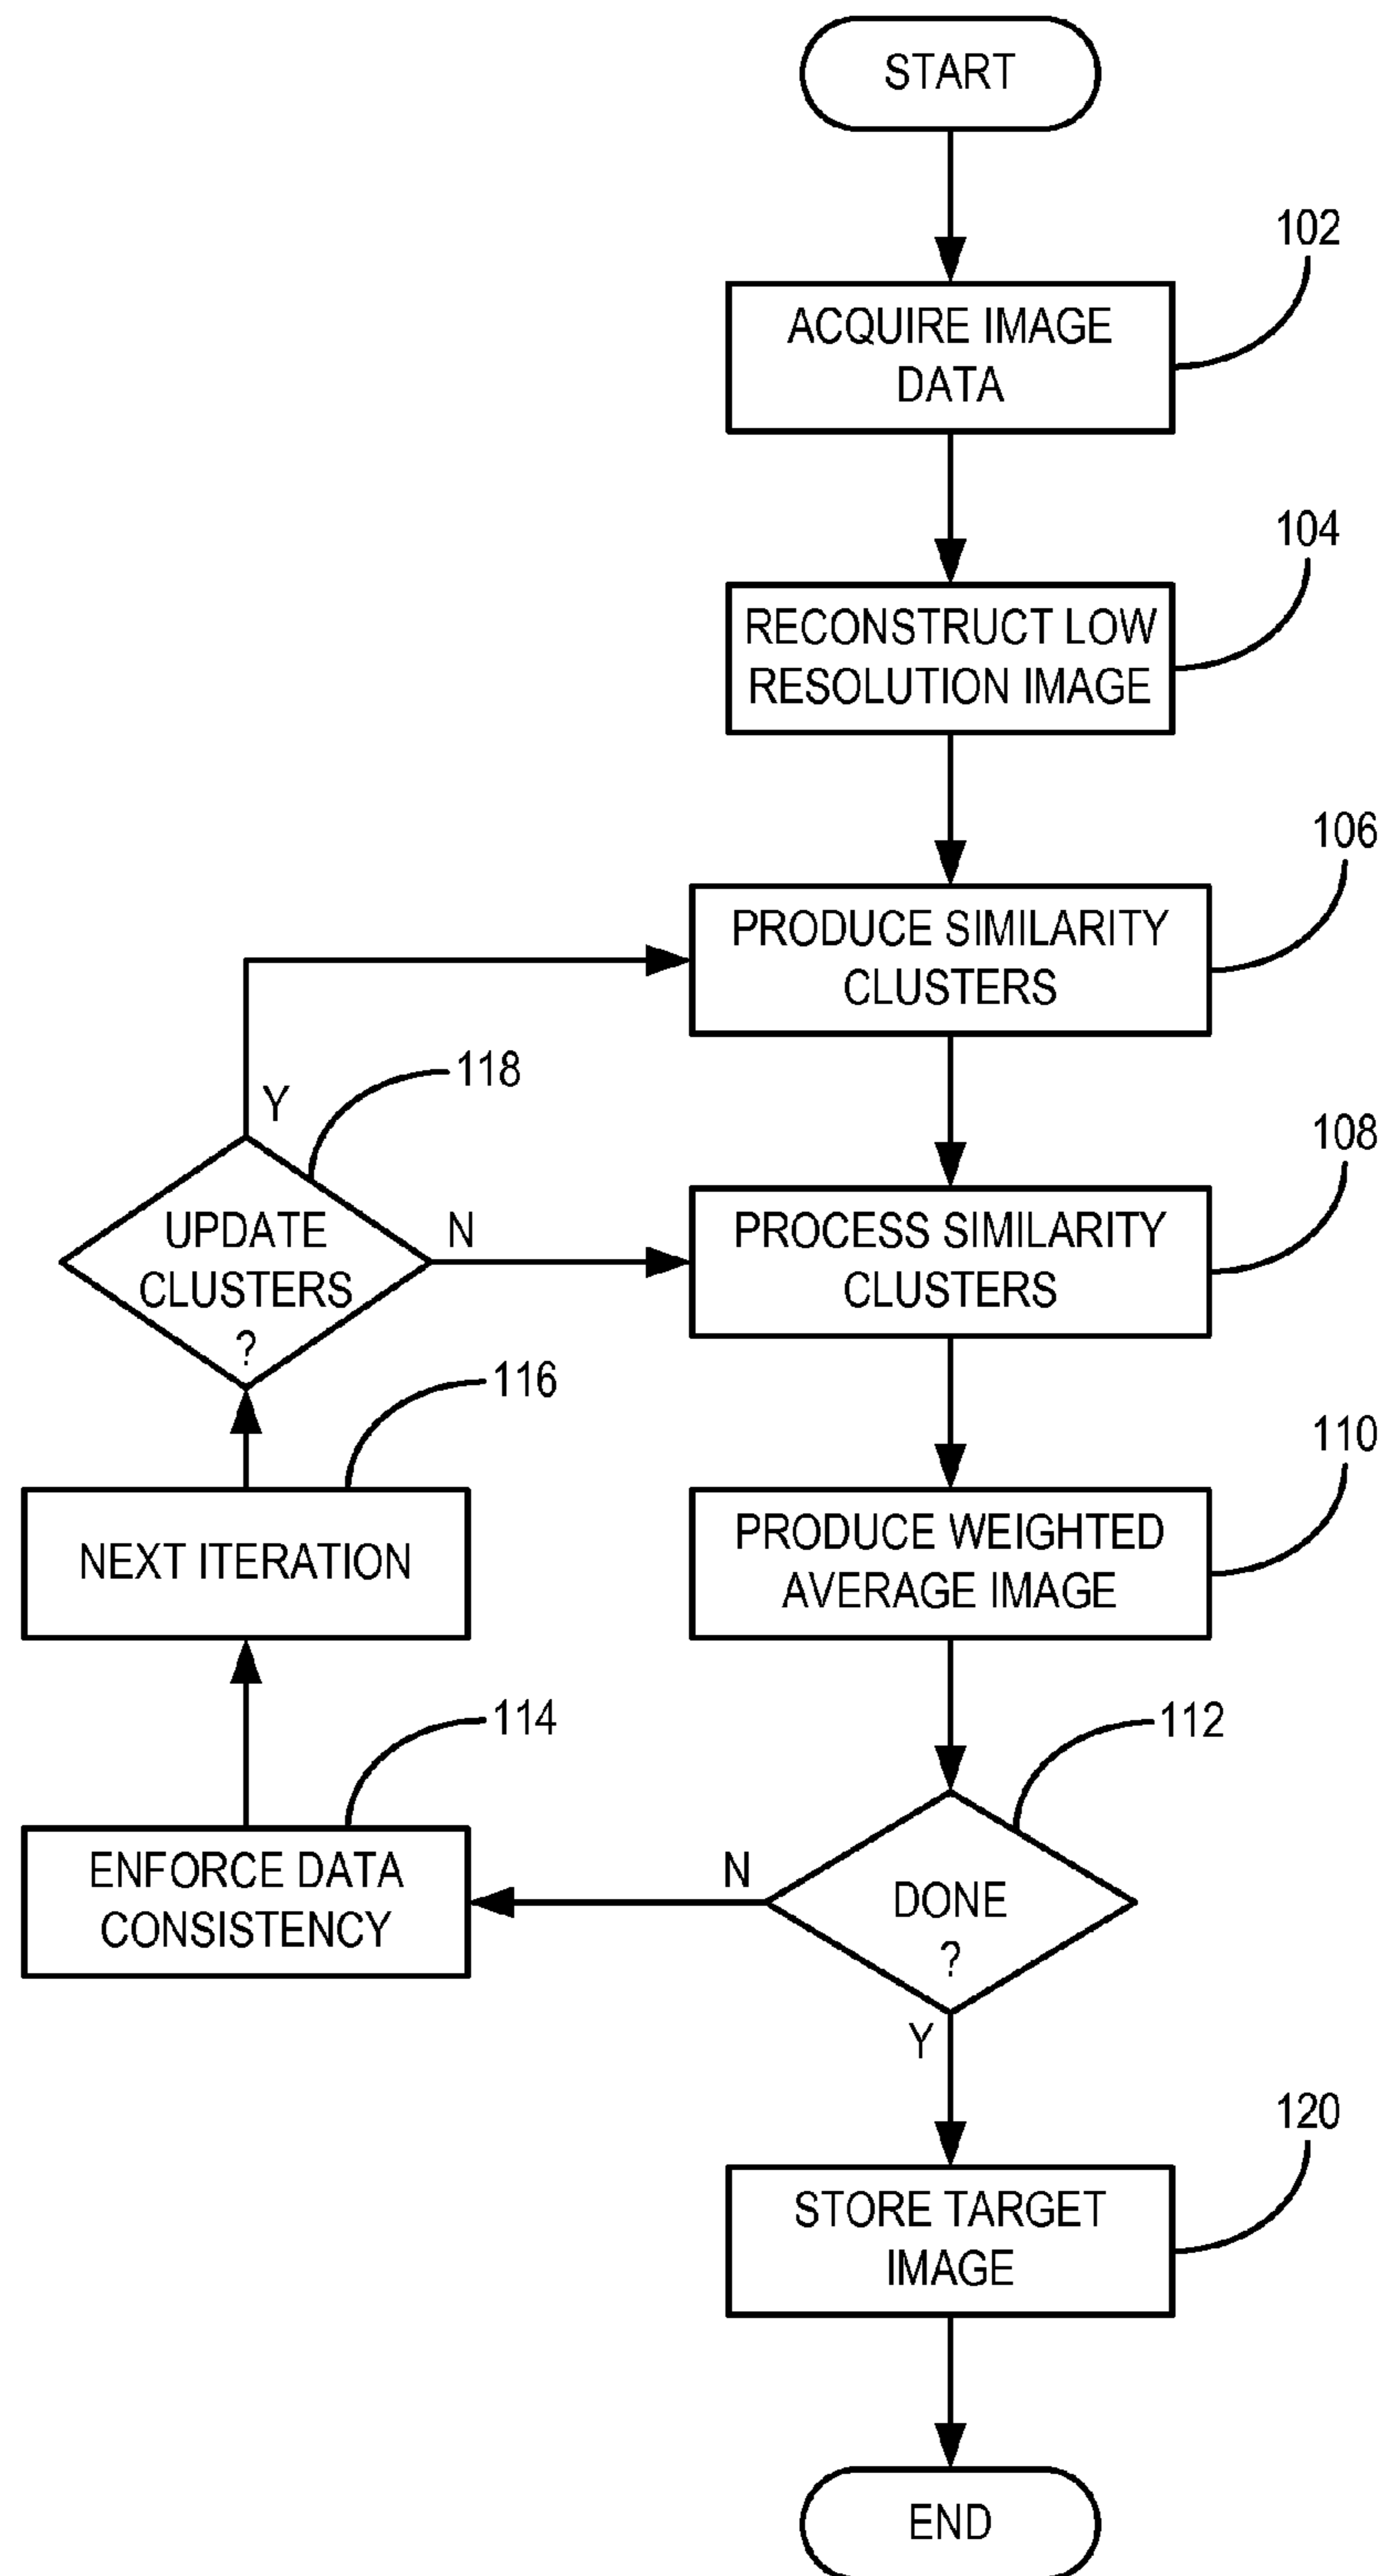 START
102
ACQUIRE IMAGE
DATA
104
RECONSTRUCT LOW
RESOLUTION IMAGE
106
PRODUCE SIMILARITY
CLUSTERS
118
Y
UPDATE
CLUSTERS
?
N
108
PROCESS SIMILARITY
CLUSTERS
116
NEXT ITERATION
110
PRODUCE WEIGHTED
AVERAGE IMAGE
114
ENFORCE DATA
CONSISTENCY
112
N
DONE
?
Y
120
STORE TARGET
IMAGE
END